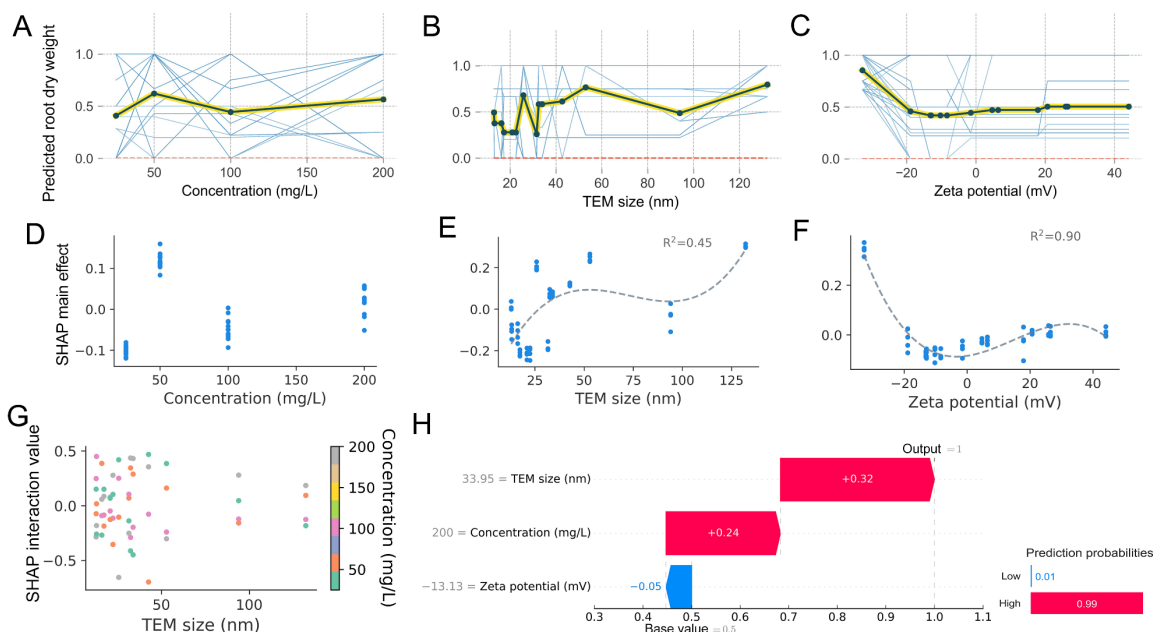 A
B
C
Predicted root dry weight
1.0
0.5
0.0
50
100
150
200
Concentration (mg/L)
1.0
0.5
0.0
20
40
60
80
100
120
TEM size (nm)
1.0
0.5
0.0
−20
0
20
40
Zeta potential (mV)
D
E
F
SHAP main effect
0.1
0.0
−0.1
50
100
150
200
Concentration (mg/L)
R²=0.45
0.2
0.0
−0.2
25
50
75
100
125
TEM size (nm)
R²=0.90
0.2
0.0
−20
0
20
40
Zeta potential (mV)
G
SHAP interaction value
0.5
0.0
−0.5
50
100
TEM size (nm)
200
150
100
50
Concentration (mg/L)
H
Output = 1
33.95 = TEM size (nm)
+0.32
200 = Concentration (mg/L)
+0.24
−13.13 = Zeta potential (mV)
−0.05
0.3
0.4
0.5
0.6
0.7
0.8
0.9
1.0
1.1
Base value = 0.5
Prediction probabilities
Low
0.01
High
0.99